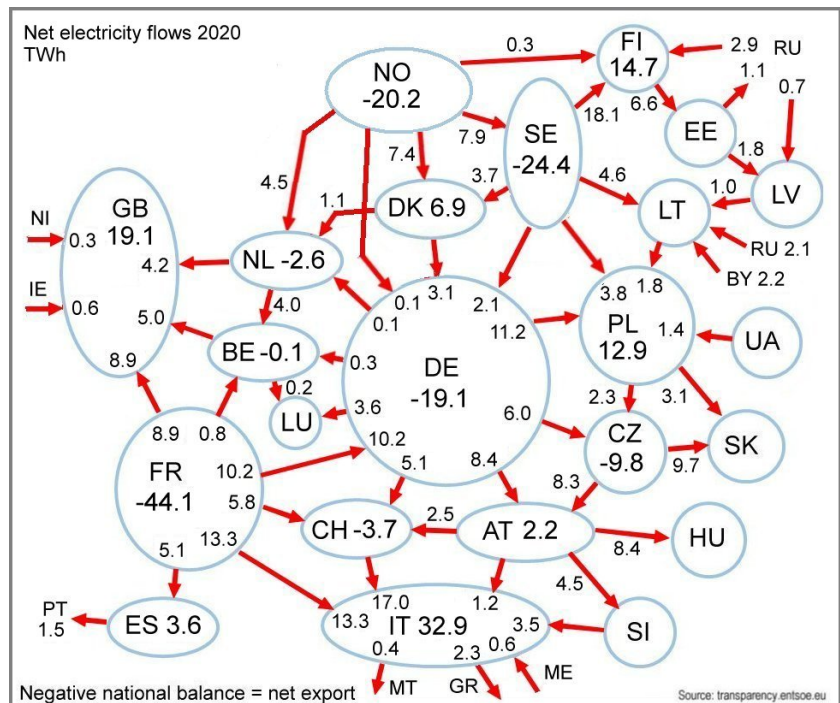 Net electricity flows 2020
TWh
NO
-20.2
0.3
FI
14.7
2.9
RU
1.1
0.7
6.6
EE
18.1
SE
-24.4
7.9
7.4
3.7
4.6
1.8
1.0
LV
LT
RU 2.1
BY 2.2
4.5
1.1
DK 6.9
GB
19.1
NI
0.3
4.2
IE
0.6
5.0
8.9
NL -2.6
4.0
0.1
0.1
3.1
2.1
11.2
3.8
1.8
PL
12.9
1.4
UA
BE -0.1
0.3
DE
-19.1
0.2
LU
3.6
10.2
6.0
5.1
8.4
2.3
3.1
CZ
-9.8
9.7
SK
8.3
8.9
0.8
FR
-44.1
10.2
5.8
13.3
5.1
CH -3.7
2.5
AT 2.2
8.4
HU
4.5
PT
1.5
ES 3.6
17.0
1.2
13.3
IT 32.9
3.5
0.4
2.3
0.6
SI
MT
GR
ME
Negative national balance = net export
Source: transparency.entsoe.eu